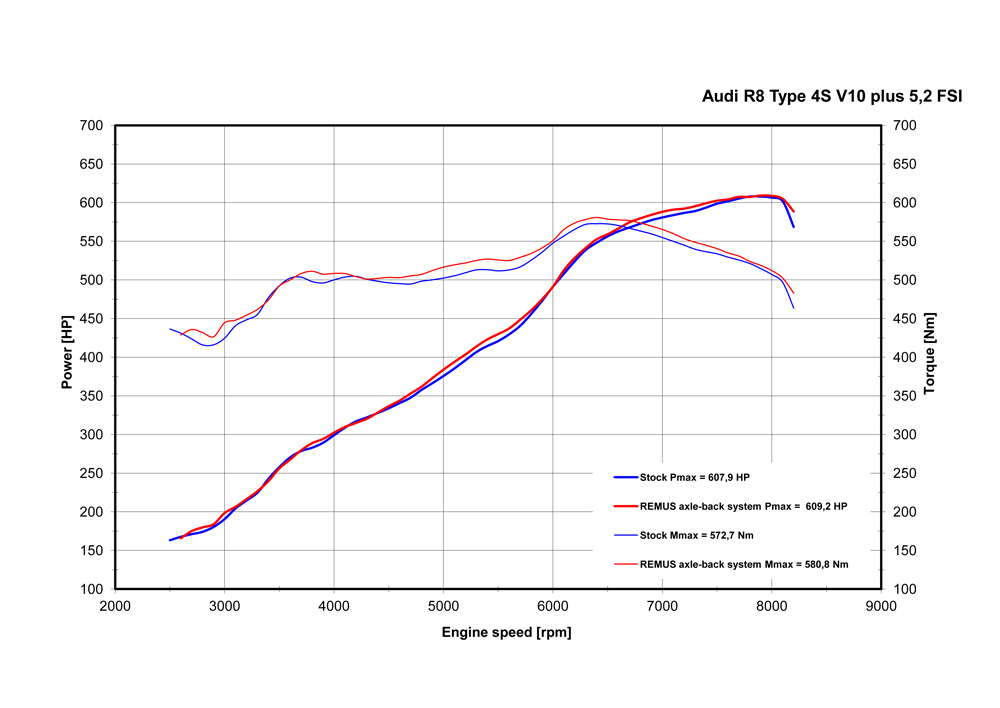 Audi R8 Type 4S V10 plus 5,2 FSI
700 700
650 650
600 600
550 550
500 500
450 450
400 400
350 350
300 300
250 250
200 200
150 150
100 100
Power [HP]
Torque [Nm]
Stock Pmax = 607,9 HP
REMUS axle-back system Pmax =  609,2 HP
Stock Mmax = 572,7 Nm
REMUS axle-back system Mmax = 580,8 Nm
2000 3000 4000 5000 6000 7000 8000 9000
Engine speed [rpm]